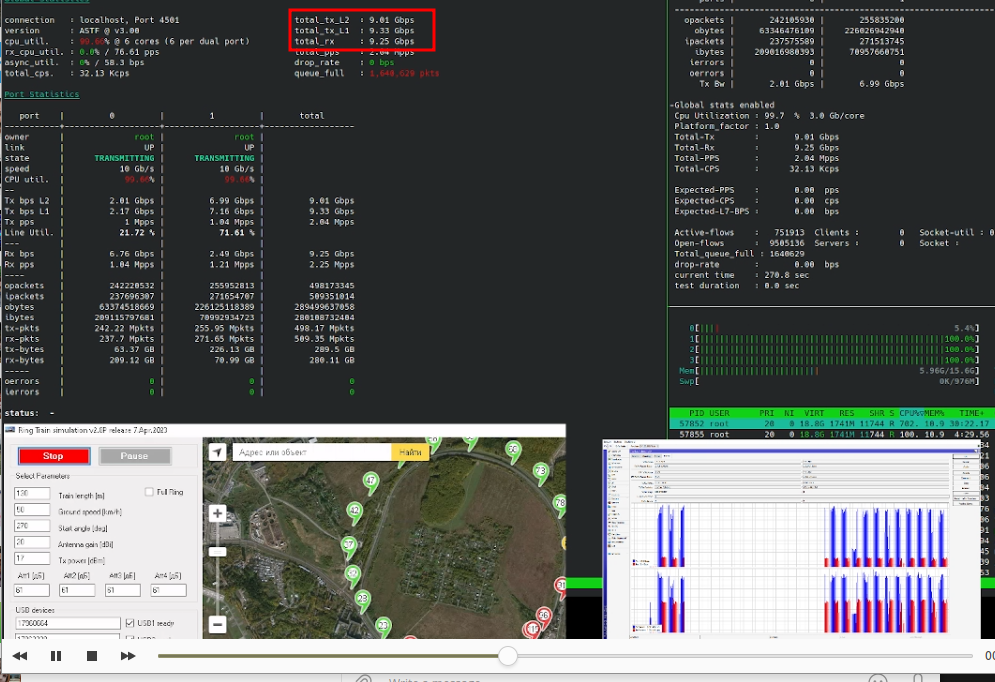 Global Statistics
connection : localhost, Port 4501
version : ASTF @ v3.00
cpu_util. : 99.66% @ 6 cores (6 per dual port)
rx_cpu_util. : 0.0% / 76.61 pps
async_util. : 0% / 58.3 bps
total_cps. : 32.13 Kcps
total_tx_L2 : 9.01 Gbps
total_tx_L1 : 9.33 Gbps
total_rx : 9.25 Gbps
total_pps : 2.04 Mpps
drop_rate : 0 bps
queue_full : 1,640,629 pkts
Port Statistics
port | 0 | 1 | total
owner | root | root |
link | UP | UP |
state | TRANSMITTING | TRANSMITTING |
speed | 10 Gb/s | 10 Gb/s |
CPU util. | 99.66% | 99.66% |
--
Tx bps L2 | 2.01 Gbps | 6.99 Gbps | 9.01 Gbps
Tx bps L1 | 2.17 Gbps | 7.16 Gbps | 9.33 Gbps
Tx pps | 1 Mpps | 1.04 Mpps | 2.04 Mpps
Line Util. | 21.72 % | 71.61 % |
---
Rx bps | 6.76 Gbps | 2.49 Gbps | 9.25 Gbps
Rx pps | 1.04 Mpps | 1.21 Mpps | 2.25 Mpps
----
opackets | 242220532 | 255952813 | 498173345
ipackets | 237696307 | 271654707 | 509351014
obytes | 63374518669 | 226125118389 | 289499637058
ibytes | 209115797681 | 70992934723 | 280108732404
tx-pkts | 242.22 Mpkts | 255.95 Mpkts | 498.17 Mpkts
rx-pkts | 237.7 Mpkts | 271.65 Mpkts | 509.35 Mpkts
tx-bytes | 63.37 GB | 226.13 GB | 289.5 GB
rx-bytes | 209.12 GB | 70.99 GB | 280.11 GB
-----
oerrors | 0 | 0 | 0
ierrors | 0 | 0 | 0
status: -
opackets | 242105930 | 255835200
obytes | 63346476109 | 226026942940
ipackets | 237575589 | 271513745
ibytes | 209016980393 | 70957660751
ierrors | 0 | 0
oerrors | 0 | 0
Tx Bw | 2.01 Gbps | 6.99 Gbps
-Global stats enabled
Cpu Utilization : 99.7 % 3.0 Gb/core
Platform_factor : 1.0
Total-Tx : 9.01 Gbps
Total-Rx : 9.25 Gbps
Total-PPS : 2.04 Mpps
Total-CPS : 32.13 Kcps
Expected-PPS : 0.00 pps
Expected-CPS : 0.00 cps
Expected-L7-BPS : 0.00 bps
Active-flows : 751913 Clients : 0 Socket-util : 0
Open-flows : 9505136 Servers : 0 Socket :
Total_queue_full : 1640629
drop-rate : 0.00 bps
current time : 270.8 sec
test duration : 0.0 sec
0[ 5.4%]
1[ 100.0%]
2[ 100.0%]
3[ 100.0%]
Mem[ 5.96G/15.6G]
Swp[ 0K/976M]
PID USER PRI NI VIRT RES SHR S CPU% MEM% TIME+
57852 root 20 0 18.8G 1741M 11744 R 702. 10.9 30:22.17
57855 root 20 0 18.8G 1741M 11744 R 100. 10.9 4:29.56
Ring Train simulation v2.0P release 7.Apr.2023
Stop
Pause
Select Parameters
Train length [m]
Full Ring
50 Ground speed [km/h]
270 Start angle [deg]
20 Antenna gain [dBi]
17 Tx power [dBm]
Att1 [дБ] Att2 [дБ] Att3 [дБ] Att4 [дБ]
61 61 61 61
USB devices
17960664 USB1 ready
Адрес или объект
Найти
47
42
37
32
28
23
50
73
78
26
Write a message...